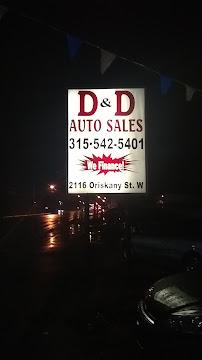 D & D
AUTO SALES
315-542-5401
We Finance!
2116 Oriskany St. W